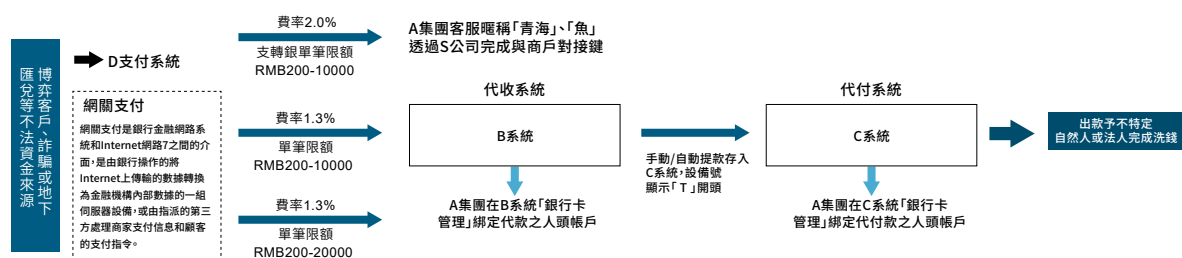 博弈客戶、詐騙或地下
匯兌等不法資金來源
D支付系統
網關支付
網關支付是銀行金融網路系
統和Internet網路7之間的介
面,是由銀行操作的將
Internet上傳輸的數據轉換
為金融機構內部數據的一組
伺服器設備,或由指派的第三
方處理商家支付信息和顧客
的支付指令。
費率2.0%
支轉銀單筆限額
RMB200-10000
費率1.3%
單筆限額
RMB200-10000
費率1.3%
單筆限額
RMB200-20000
A集團客服暱稱「青海」、「魚」
透過S公司完成與商戶對接鍵
代收系統
B系統
A集團在B系統「銀行卡
管理」綁定代款之人頭帳戶
手動/自動提款存入
C系統,設備號
顯示「T」開頭
代付系統
C系統
A集團在C系統「銀行卡
管理」綁定代付款之人頭帳戶
出款予不特定
自然人或法人完成洗錢